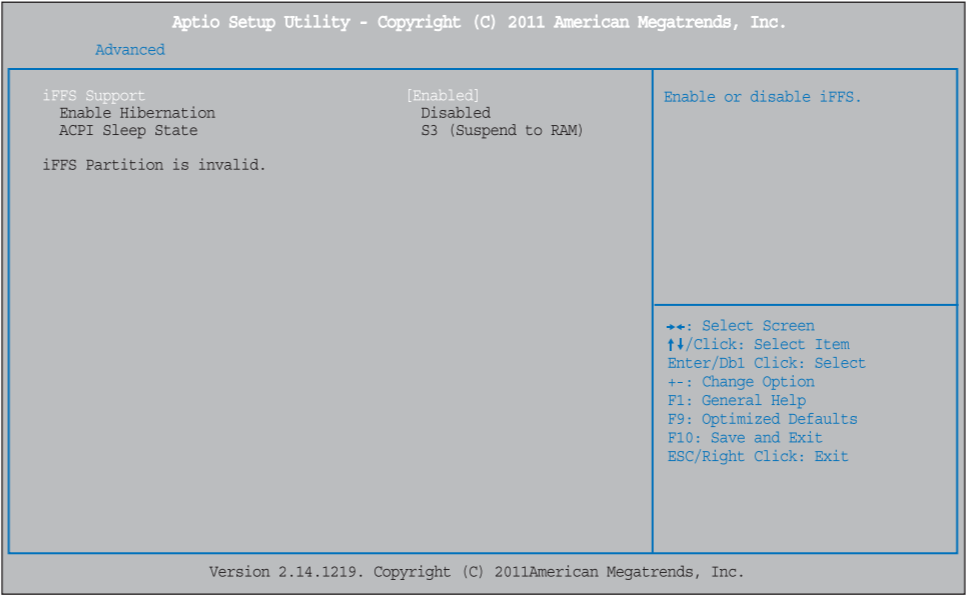 Aptio Setup Utility - Copyright (C) 2011 American Megatrends, Inc.
Advanced
iFFS Support [Enabled]
Enable Hibernation Disabled
ACPI Sleep State S3 (Suspend to RAM)
iFFS Partition is invalid.
Enable or disable iFFS.
→←: Select Screen
↑↓/Click: Select Item
Enter/Dbl Click: Select
+-: Change Option
F1: General Help
F9: Optimized Defaults
F10: Save and Exit
ESC/Right Click: Exit
Version 2.14.1219. Copyright (C) 2011American Megatrends, Inc.